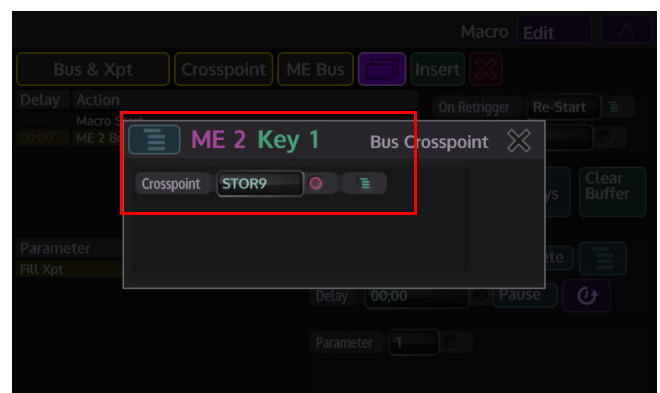 Macro Edit
Bus & Xpt Crosspoint ME Bus Insert
Delay Action On Retrigger Re-Start
Macro
00:00 ME 2
ME 2 Key 1 Bus Crosspoint
Crosspoint STOR9
Clear
Buffer
Parameter
Fill Xpt
Delay 00;00 Pause
Parameter 1